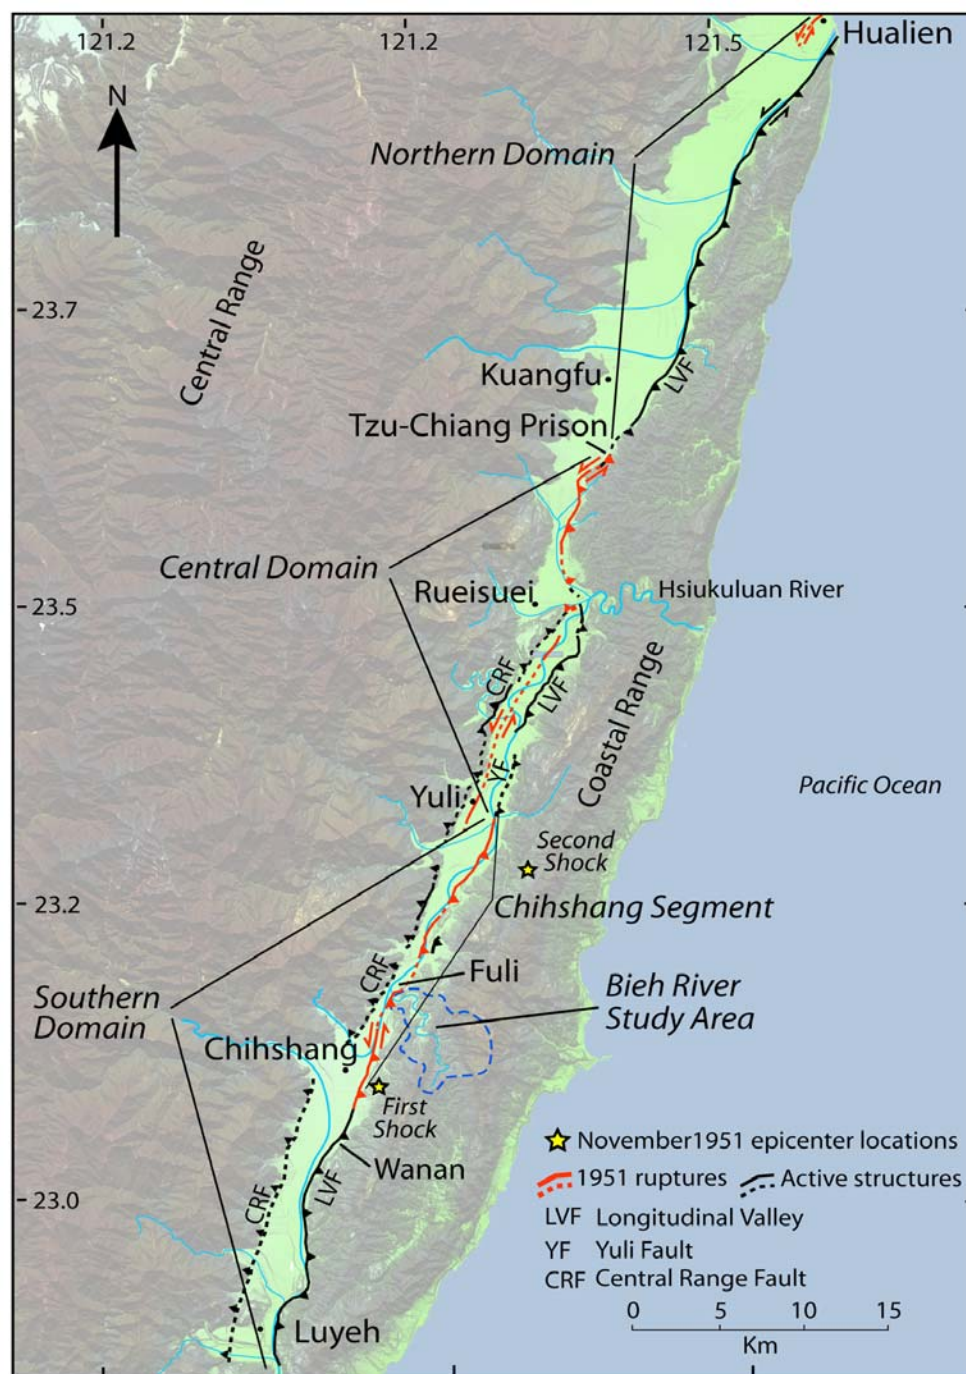 121.2
121.2
121.5
Hualien
N
Northern Domain
Central Range
23.7
Kuangfu
LVF
Tzu-Chiang Prison
Central Domain
Rueisuei
Hsiukuluan River
23.5
CRF
LVF
Coastal Range
YF
Yuli
Pacific Ocean
Second
Shock
23.2
Chihshang Segment
CRF
Fuli
Southern
Domain
Bieh River
Study Area
Chihshang
First
Shock
Wanan
23.0
CRF
LVF
Luyeh
November1951 epicenter locations
1951 ruptures
Active structures
LVF Longitudinal Valley
YF Yuli Fault
CRF Central Range Fault
0 5 10 15
Km